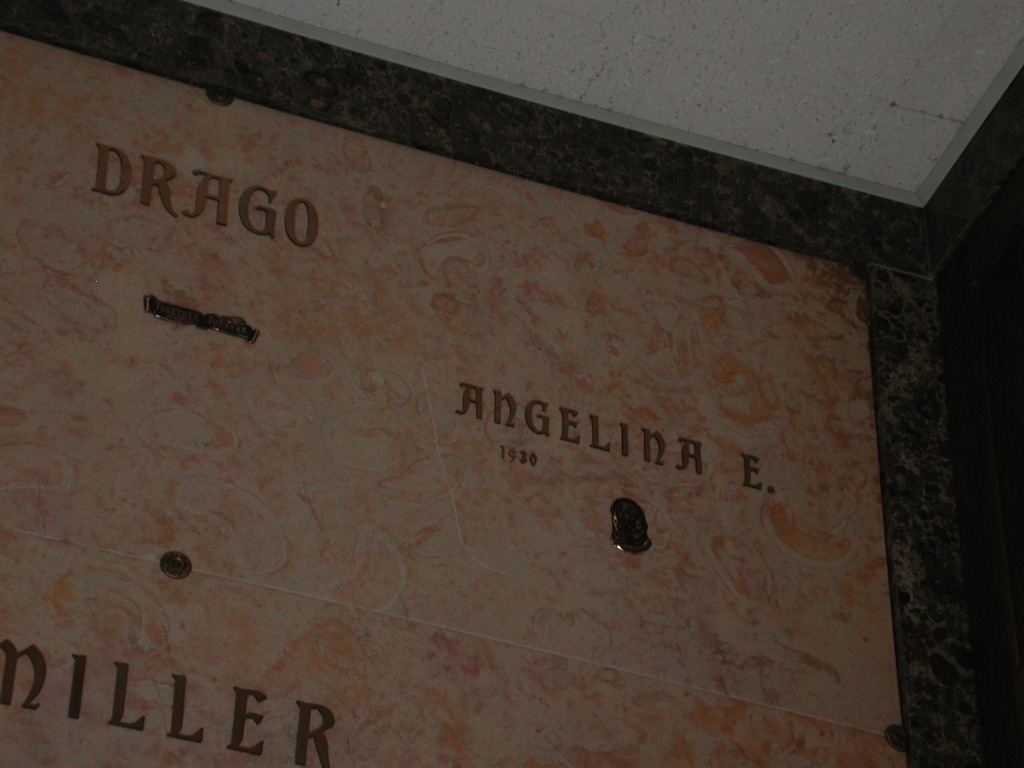 DRAGO
ANGELINA E.
1930
MILLER